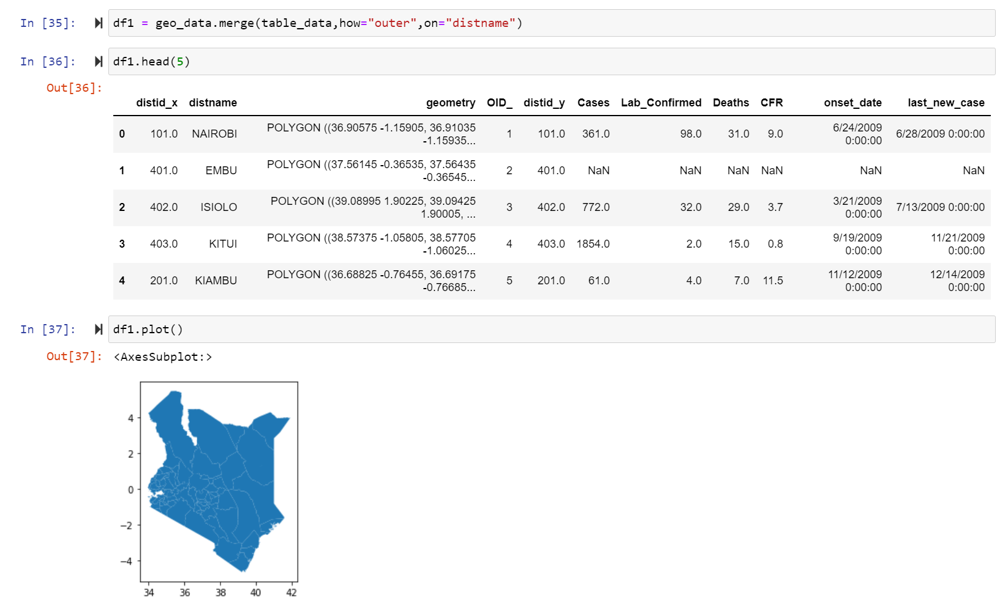 In [35]: df1 = geo_data.merge(table_data,how="outer",on="distname")
In [36]: df1.head(5)
Out[36]:
distid_x distname geometry OID_ distid_y Cases Lab_Confirmed Deaths CFR onset_date last_new_case
0 101.0 NAIROBI POLYGON ((36.90575 -1.15905, 36.91035 -1.15935... 1 101.0 361.0 98.0 31.0 9.0 6/24/2009 0:00:00 6/28/2009 0:00:00
1 401.0 EMBU POLYGON ((37.56145 -0.36535, 37.56435 -0.36545... 2 401.0 NaN NaN NaN NaN NaN NaN
2 402.0 ISIOLO POLYGON ((39.08995 1.90225, 39.09425 1.90005, ... 3 402.0 772.0 32.0 29.0 3.7 3/21/2009 0:00:00 7/13/2009 0:00:00
3 403.0 KITUI POLYGON ((38.57375 -1.05805, 38.57705 -1.06025... 4 403.0 1854.0 2.0 15.0 0.8 9/19/2009 0:00:00 11/21/2009 0:00:00
4 201.0 KIAMBU POLYGON ((36.68825 -0.76455, 36.69175 -0.76685... 5 201.0 61.0 4.0 7.0 11.5 11/12/2009 0:00:00 12/14/2009 0:00:00
In [37]: df1.plot()
Out[37]: <AxesSubplot:>
4
2
0
−2
−4
34 36 38 40 42